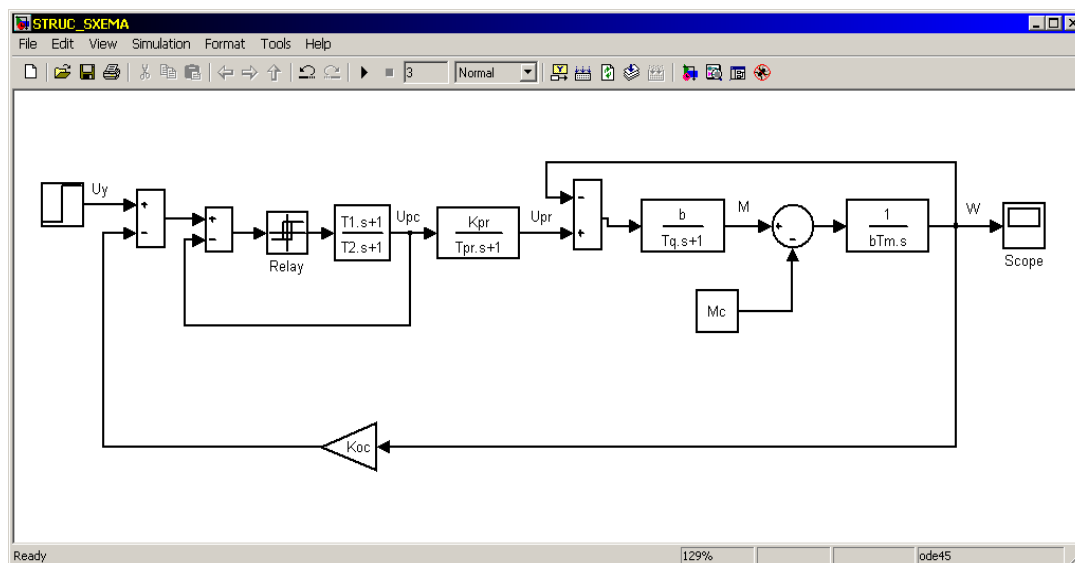 STRUC_SXEMA
File Edit View Simulation Format Tools Help
3 Normal
Uy
+
-
+
-
Relay
T1.s+1
T2.s+1
Upc
Kpr
Tpr.s+1
Upr
-
+
b
Tq.s+1
M
+
-
1
bTm.s
W
Scope
Mc
Koc
Ready 129% ode45